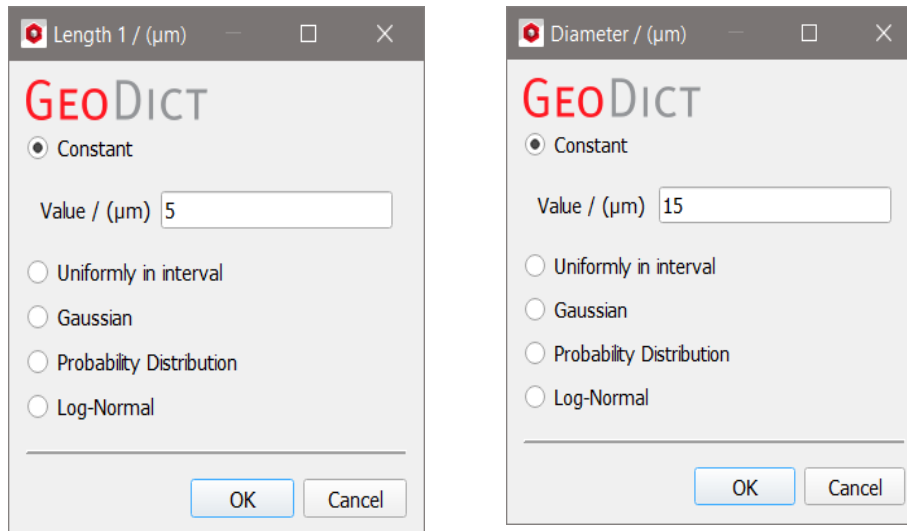 Length 1 / (µm)
GEODICT
Constant
Value / (µm) 5
Uniformly in interval
Gaussian
Probability Distribution
Log-Normal
OK Cancel
Diameter / (µm)
GEODICT
Constant
Value / (µm) 15
Uniformly in interval
Gaussian
Probability Distribution
Log-Normal
OK Cancel